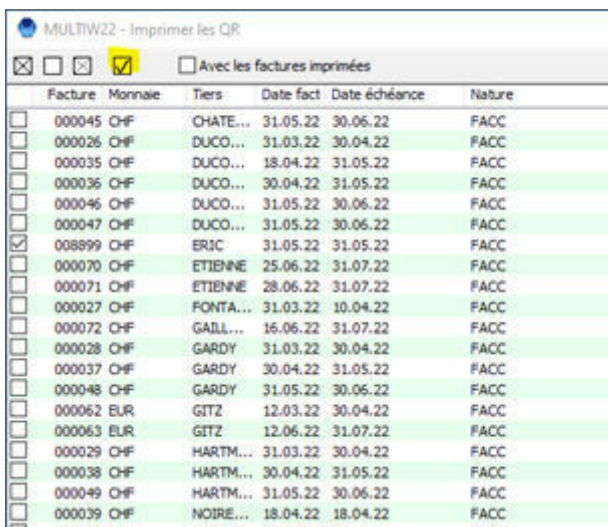 MULTIW22 - Imprimer les QR
Avec les factures imprimées
Facture Monnaie Tiers Date fact Date échéance Nature
000045 CHF CHATE... 31.05.22 30.06.22 FACC
000026 CHF DUCO... 31.03.22 30.04.22 FACC
000035 CHF DUCO... 18.04.22 31.05.22 FACC
000036 CHF DUCO... 30.04.22 31.05.22 FACC
000046 CHF DUCO... 31.05.22 30.06.22 FACC
000047 CHF DUCO... 31.05.22 30.06.22 FACC
008899 CHF ERIC 31.05.22 31.05.22 FACC
000070 CHF ETIENNE 25.06.22 31.07.22 FACC
000071 CHF ETIENNE 28.06.22 31.07.22 FACC
000027 CHF FONTA... 31.03.22 10.04.22 FACC
000072 CHF GAILL... 16.06.22 31.07.22 FACC
000028 CHF GARDY 31.03.22 30.04.22 FACC
000037 CHF GARDY 30.04.22 31.05.22 FACC
000048 CHF GARDY 31.05.22 30.06.22 FACC
000062 EUR GITZ 12.03.22 30.04.22 FACC
000063 EUR GITZ 12.06.22 31.07.22 FACC
000029 CHF HARTM... 31.03.22 30.04.22 FACC
000038 CHF HARTM... 30.04.22 31.05.22 FACC
000049 CHF HARTM... 31.05.22 30.06.22 FACC
000039 CHF NOIRE... 18.04.22 18.04.22 FACC